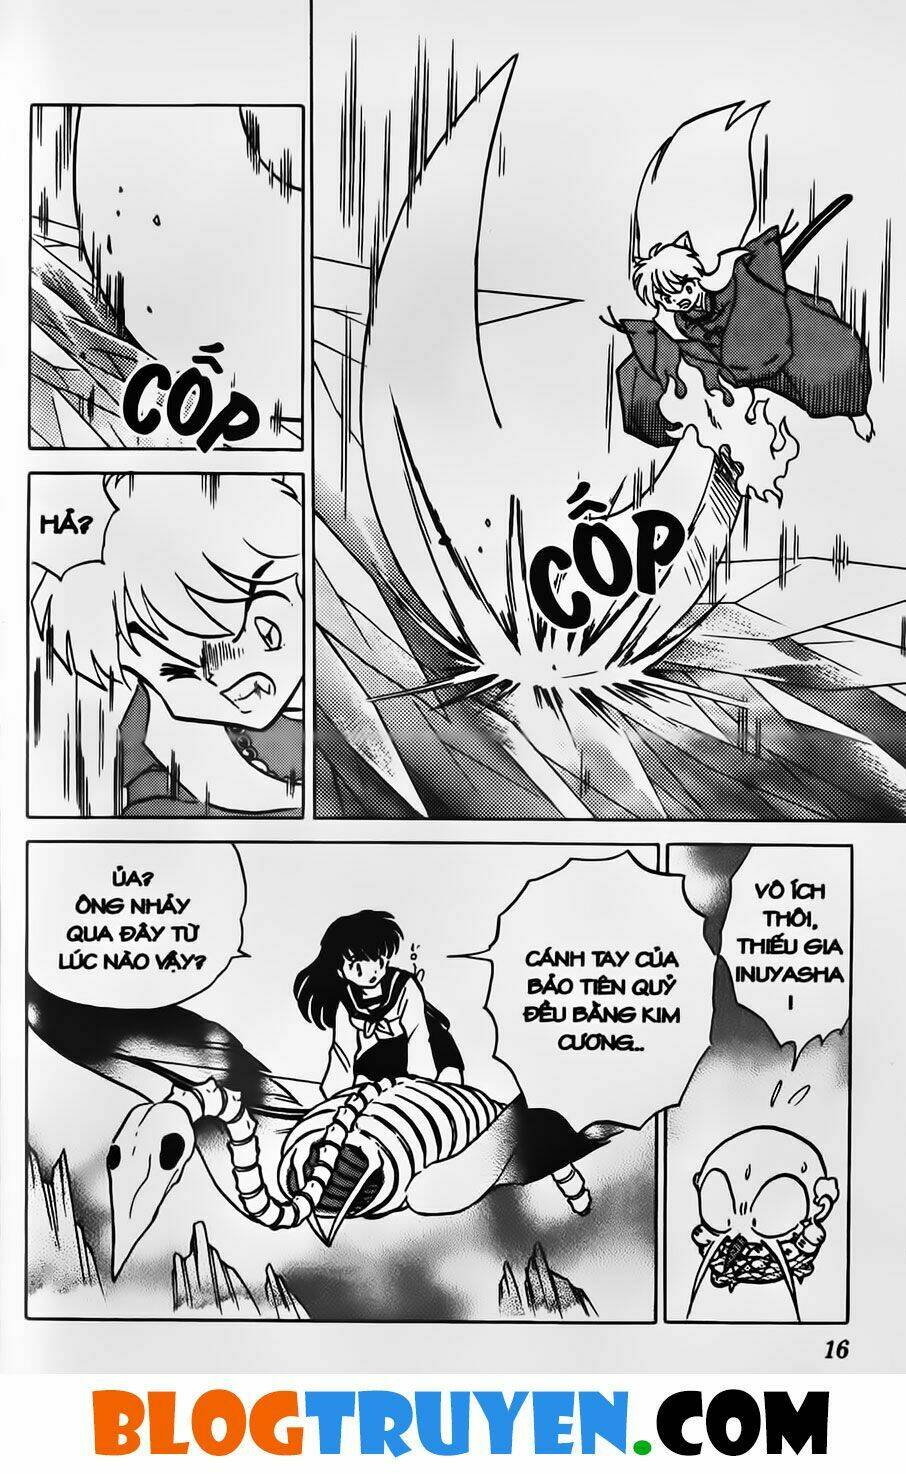 CỐP
CỐP
HẢ?
VÔ ÍCH
THÔI,
THIẾU GIA
INUYASHA
!
CÁNH TAY CỦA
BẢO TIÊN QUỶ
ĐỀU BẰNG KIM
CƯƠNG...
ỦA?
ÔNG NHẢY
QUA ĐÂY TỪ
LÚC NÀO VẬY?
16
BLOGTRUYEN.COM